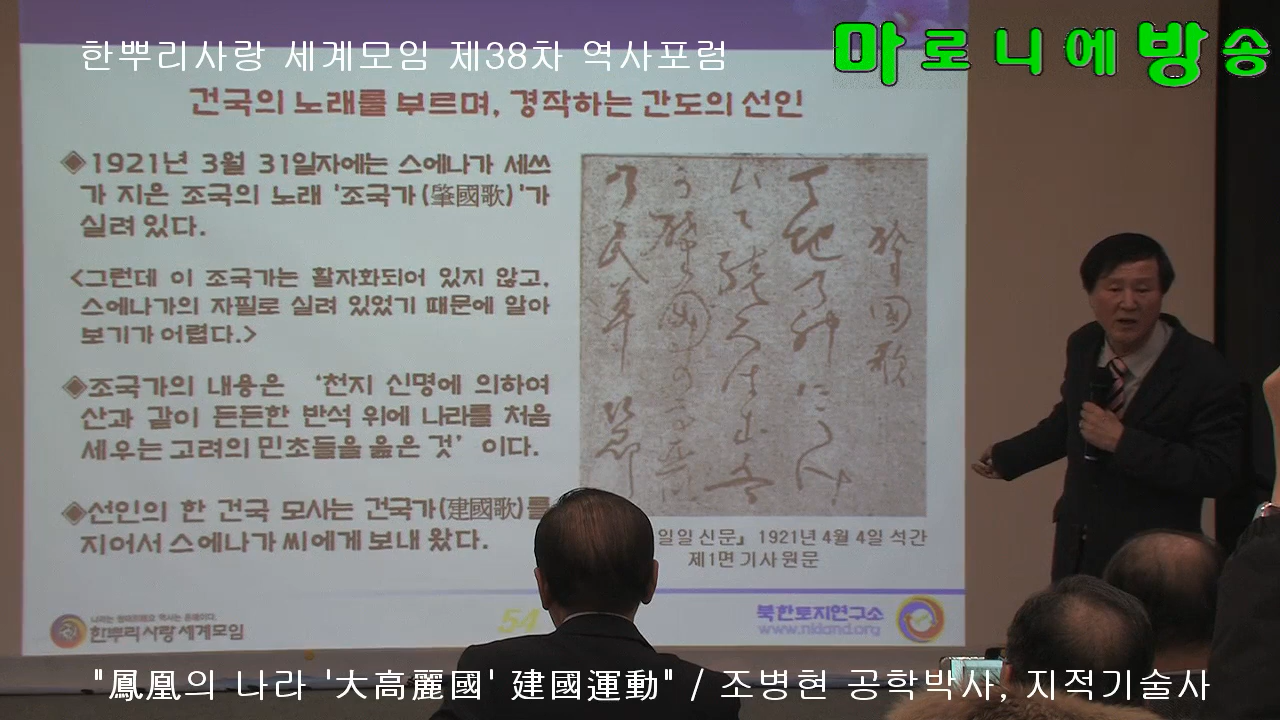 한뿌리사랑 세계모임 제38차 역사포럼
마로니에방송
건국의 노래를 부르며, 경작하는 간도의 선인
◈1921년 3월 31일자에는 스에나가 세쓰
가 지은 조국의 노래 '조국가(肇國歌)'가
실려 있다.
<그런데 이 조국가는 활자화되어 있지 않고,
스에나가의 자필로 실려 있었기 때문에 알아
보기가 어렵다.>
◈조국가의 내용은 ‘천지 신명에 의하여
산과 같이 든든한 반석 위에 나라를 처음
세우는 고려의 민초들을 읊은 것’ 이다.
◈선인의 한 건국 모사는 건국가(建國歌)를
지어서 스에나가 씨에게 보내 왔다.
肇國歌
일일 신문』 1921년 4월 4일 석간
제1면 기사 원문
한뿌리사랑세계모임
54
북한토지연구소
www.nkland.org
"鳳凰의 나라 '大高麗國' 建國運動" / 조병현 공학박사, 지적기술사